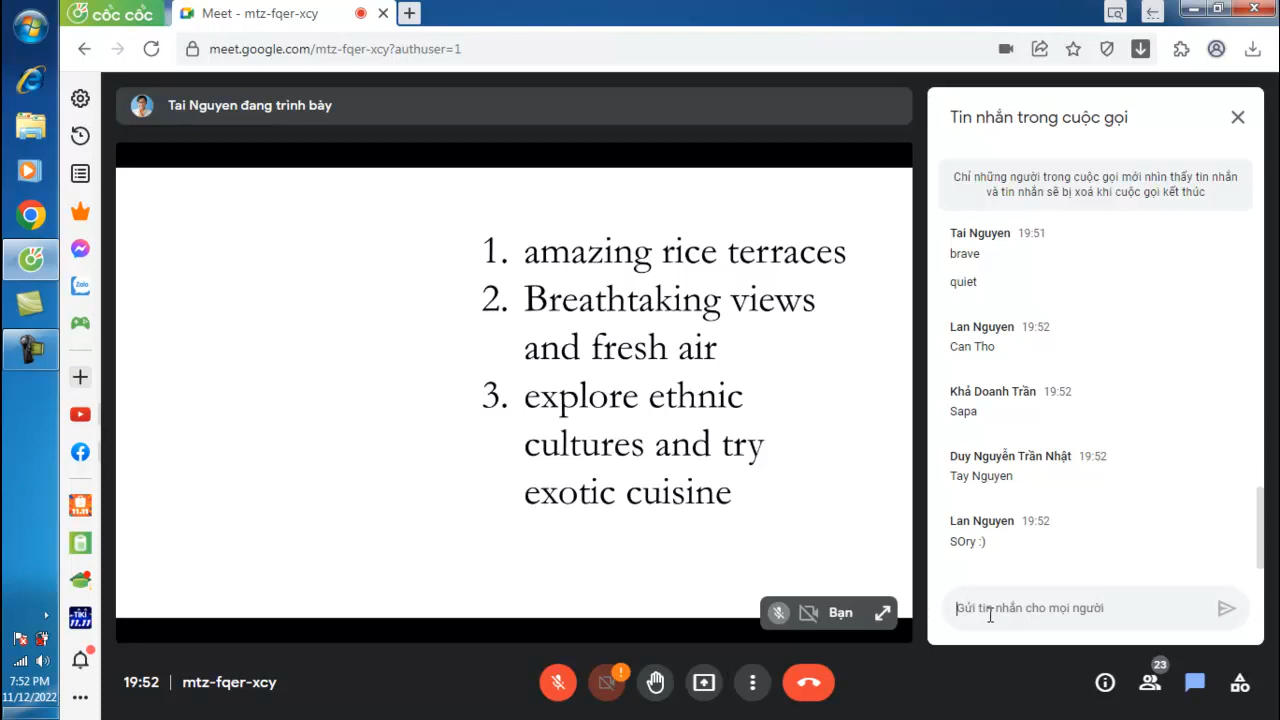 cốc cốc
Meet - mtz-fqer-xcy
meet.google.com/mtz-fqer-xcy?authuser=1
Tai Nguyen đang trình bày
1. amazing rice terraces
2. Breathtaking views
and fresh air
3. explore ethnic
cultures and try
exotic cuisine
Bạn
Tin nhắn trong cuộc gọi
Chỉ những người trong cuộc gọi mới nhìn thấy tin nhắn
và tin nhắn sẽ bị xoá khi cuộc gọi kết thúc
Tai Nguyen 19:51
brave
quiet
Lan Nguyen 19:52
Can Tho
Khả Doanh Trần 19:52
Sapa
Duy Nguyễn Trần Nhật 19:52
Tay Nguyen
Lan Nguyen 19:52
SOry :)
Gửi tin nhắn cho mọi người
19:52 | mtz-fqer-xcy
23
Zalo
11.11
TIKI
11.11
7:52 PM
11/12/2022